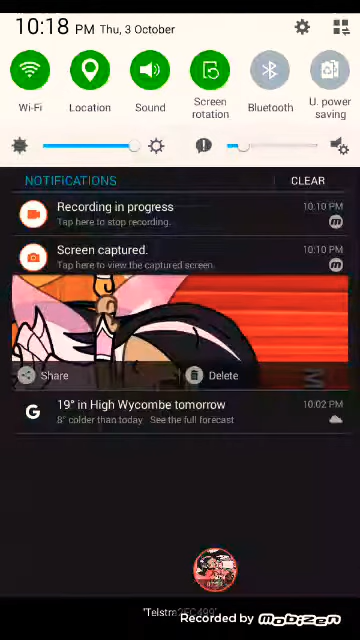 10:18 PM Thu, 3 October
Wi-Fi Location Sound Screen rotation Bluetooth U. power saving
NOTIFICATIONS CLEAR
Recording in progress 10:10 PM
Tap here to stop recording.
Screen captured. 10:10 PM
Tap here to view the captured screen.
Share Delete
G 19° in High Wycombe tomorrow 10:02 PM
8° colder than today See the full forecast
"Telstra
Recorded by mobizen